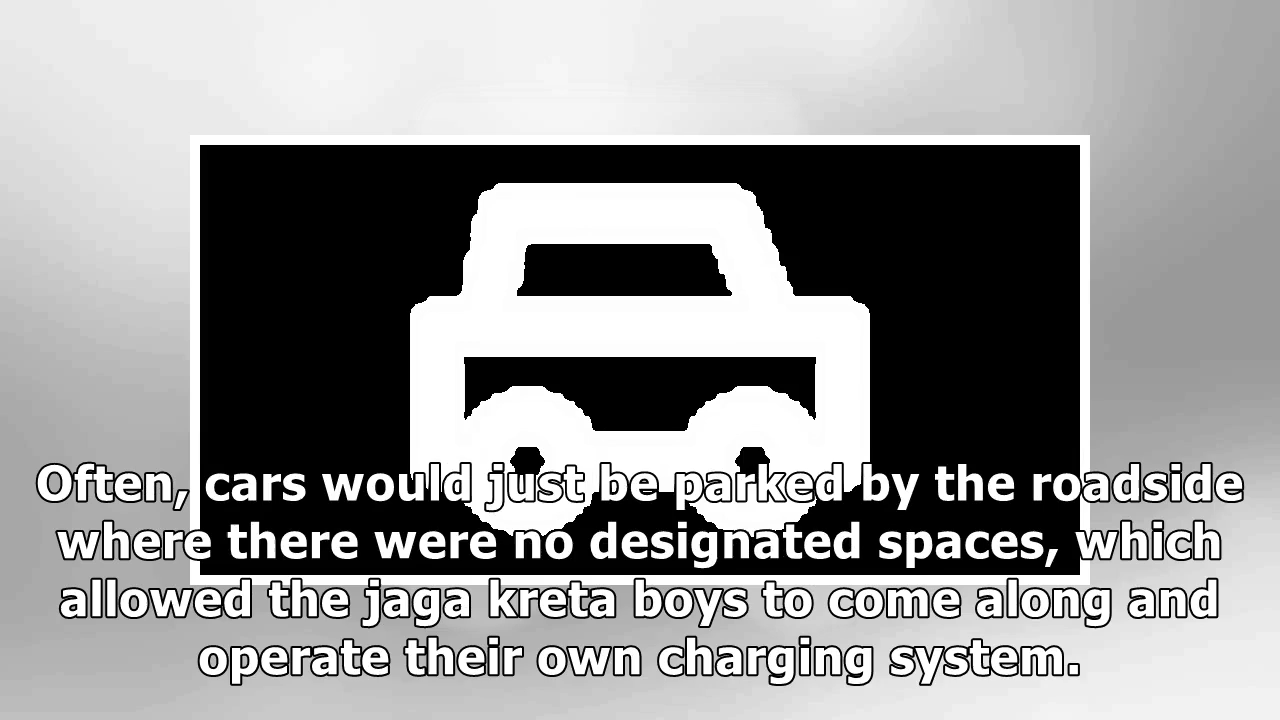 Often, cars would just be parked by the roadside
where there were no designated spaces, which
allowed the jaga kreta boys to come along and
operate their own charging system.